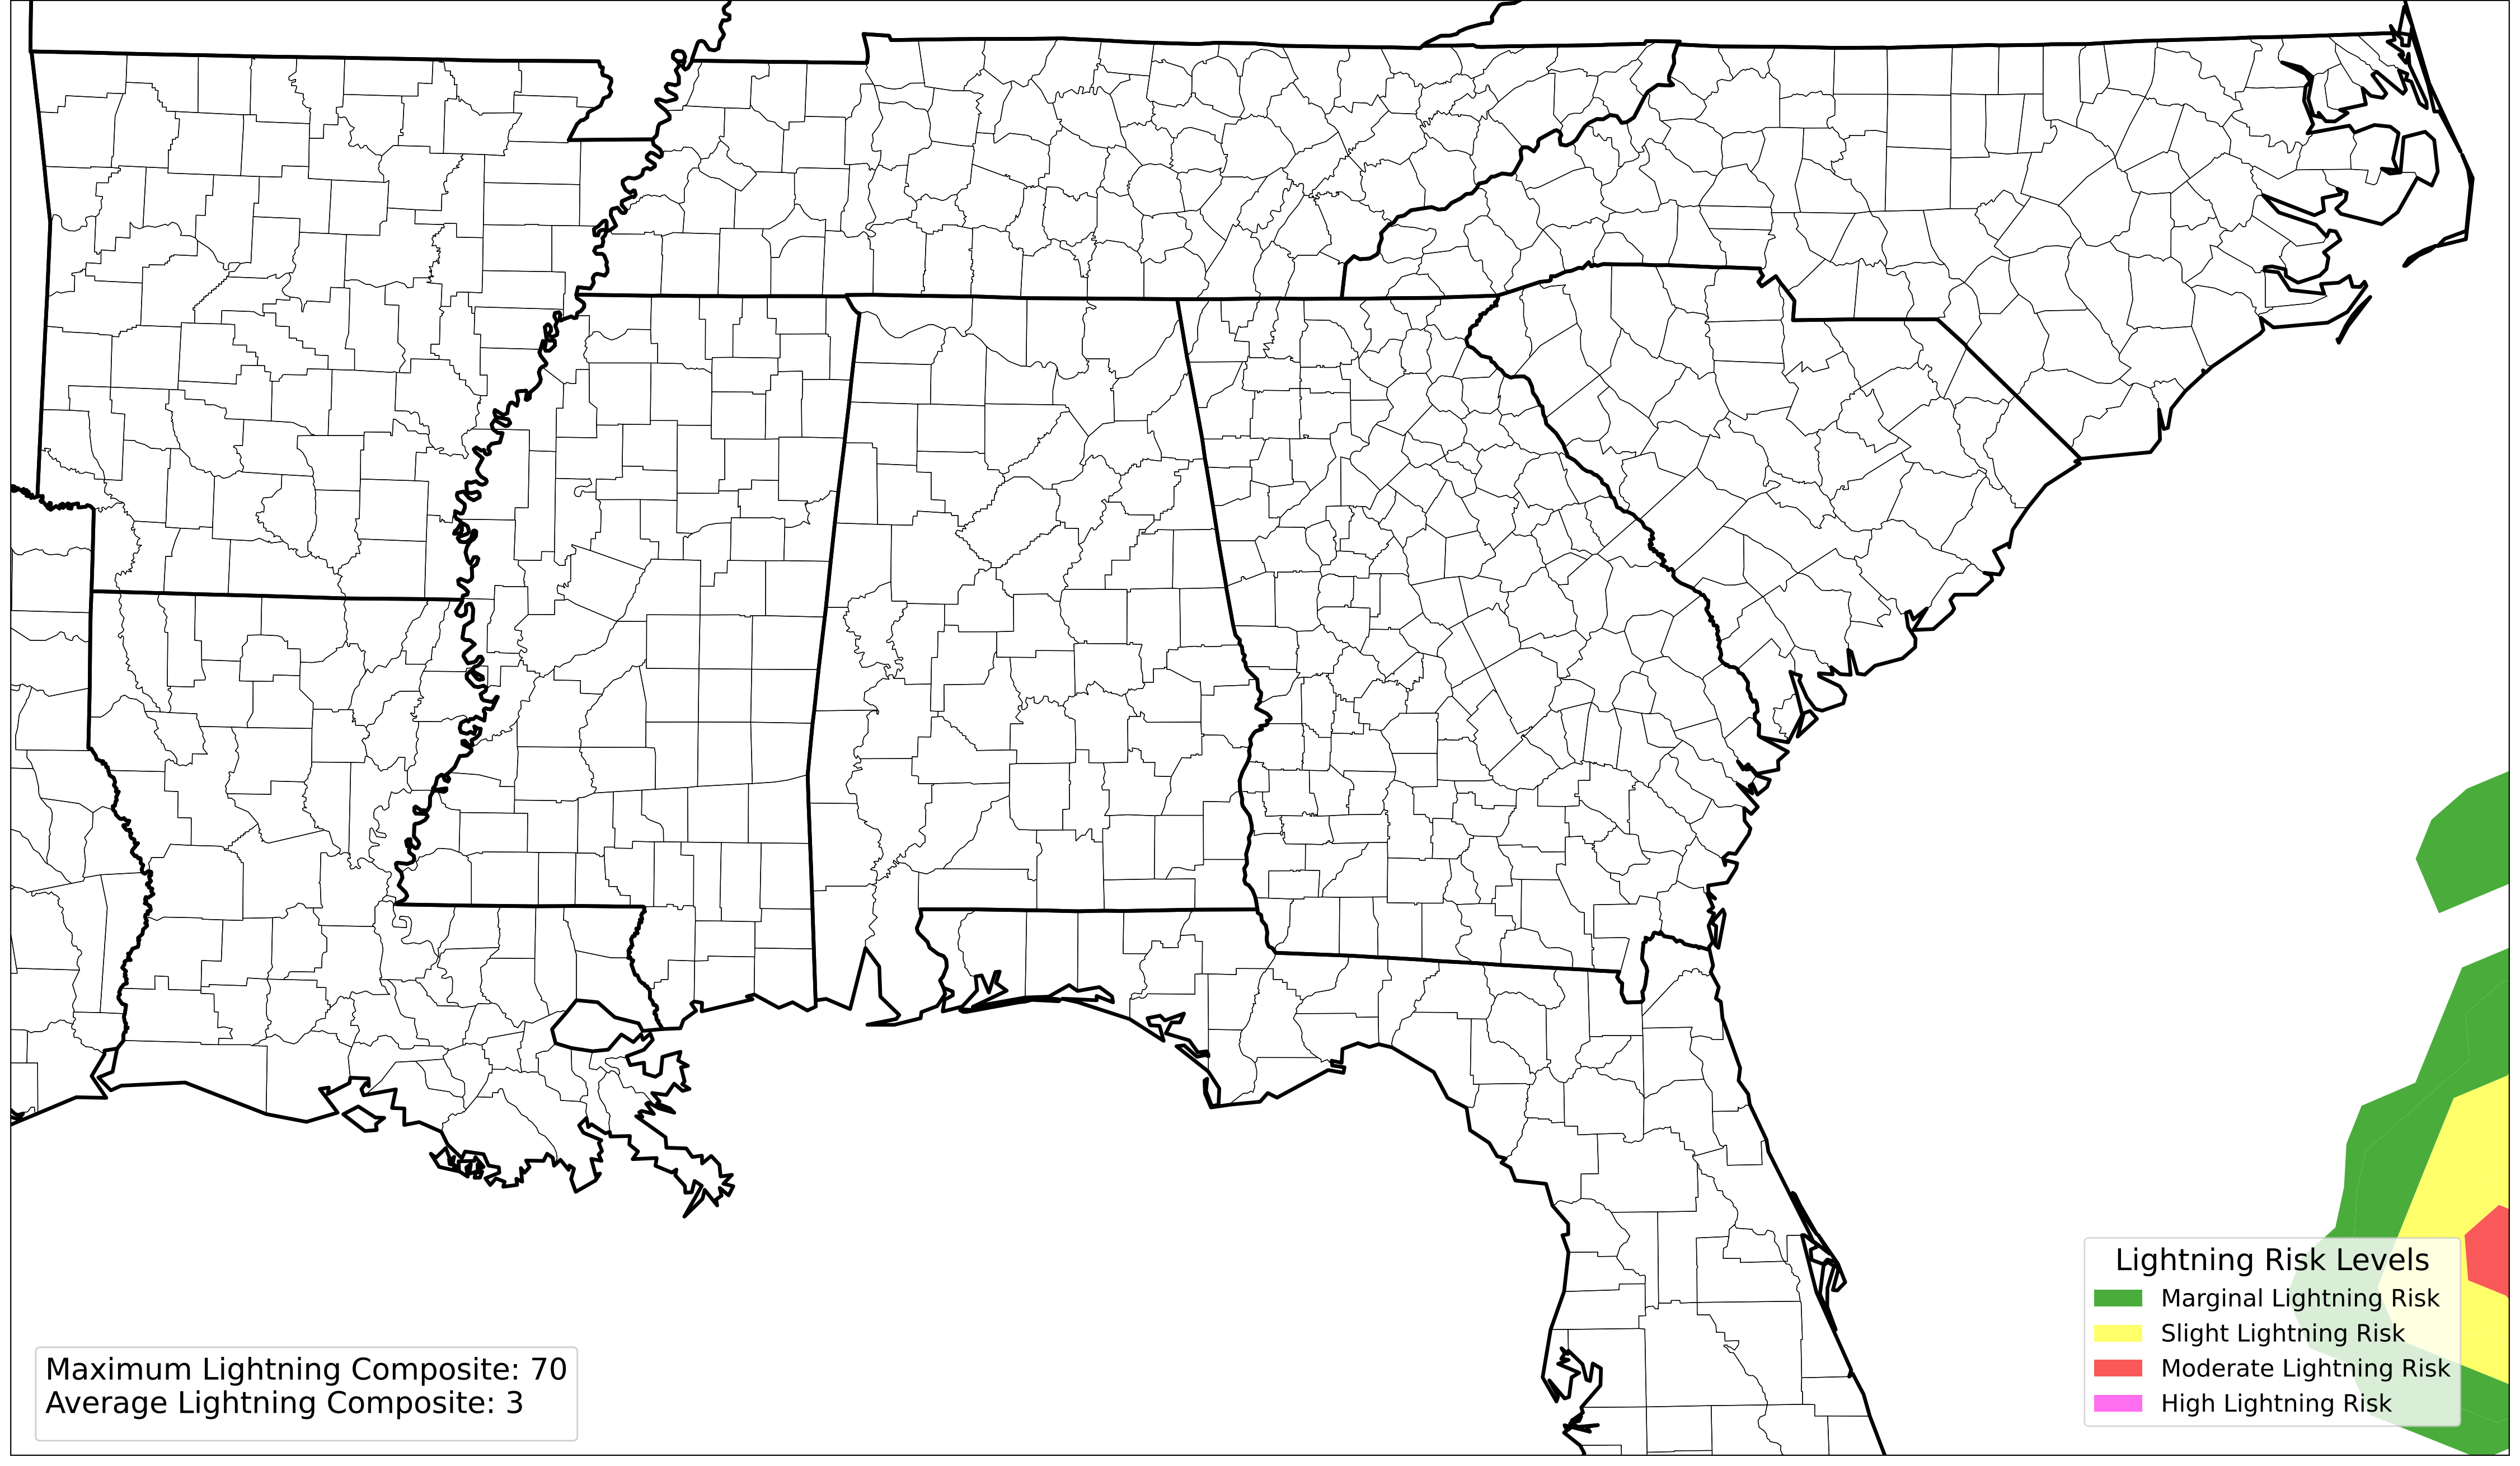 Lightning Risk Levels
Marginal Lightning Risk
Slight Lightning Risk
Moderate Lightning Risk
High Lightning Risk
Maximum Lightning Composite: 70
Average Lightning Composite: 3